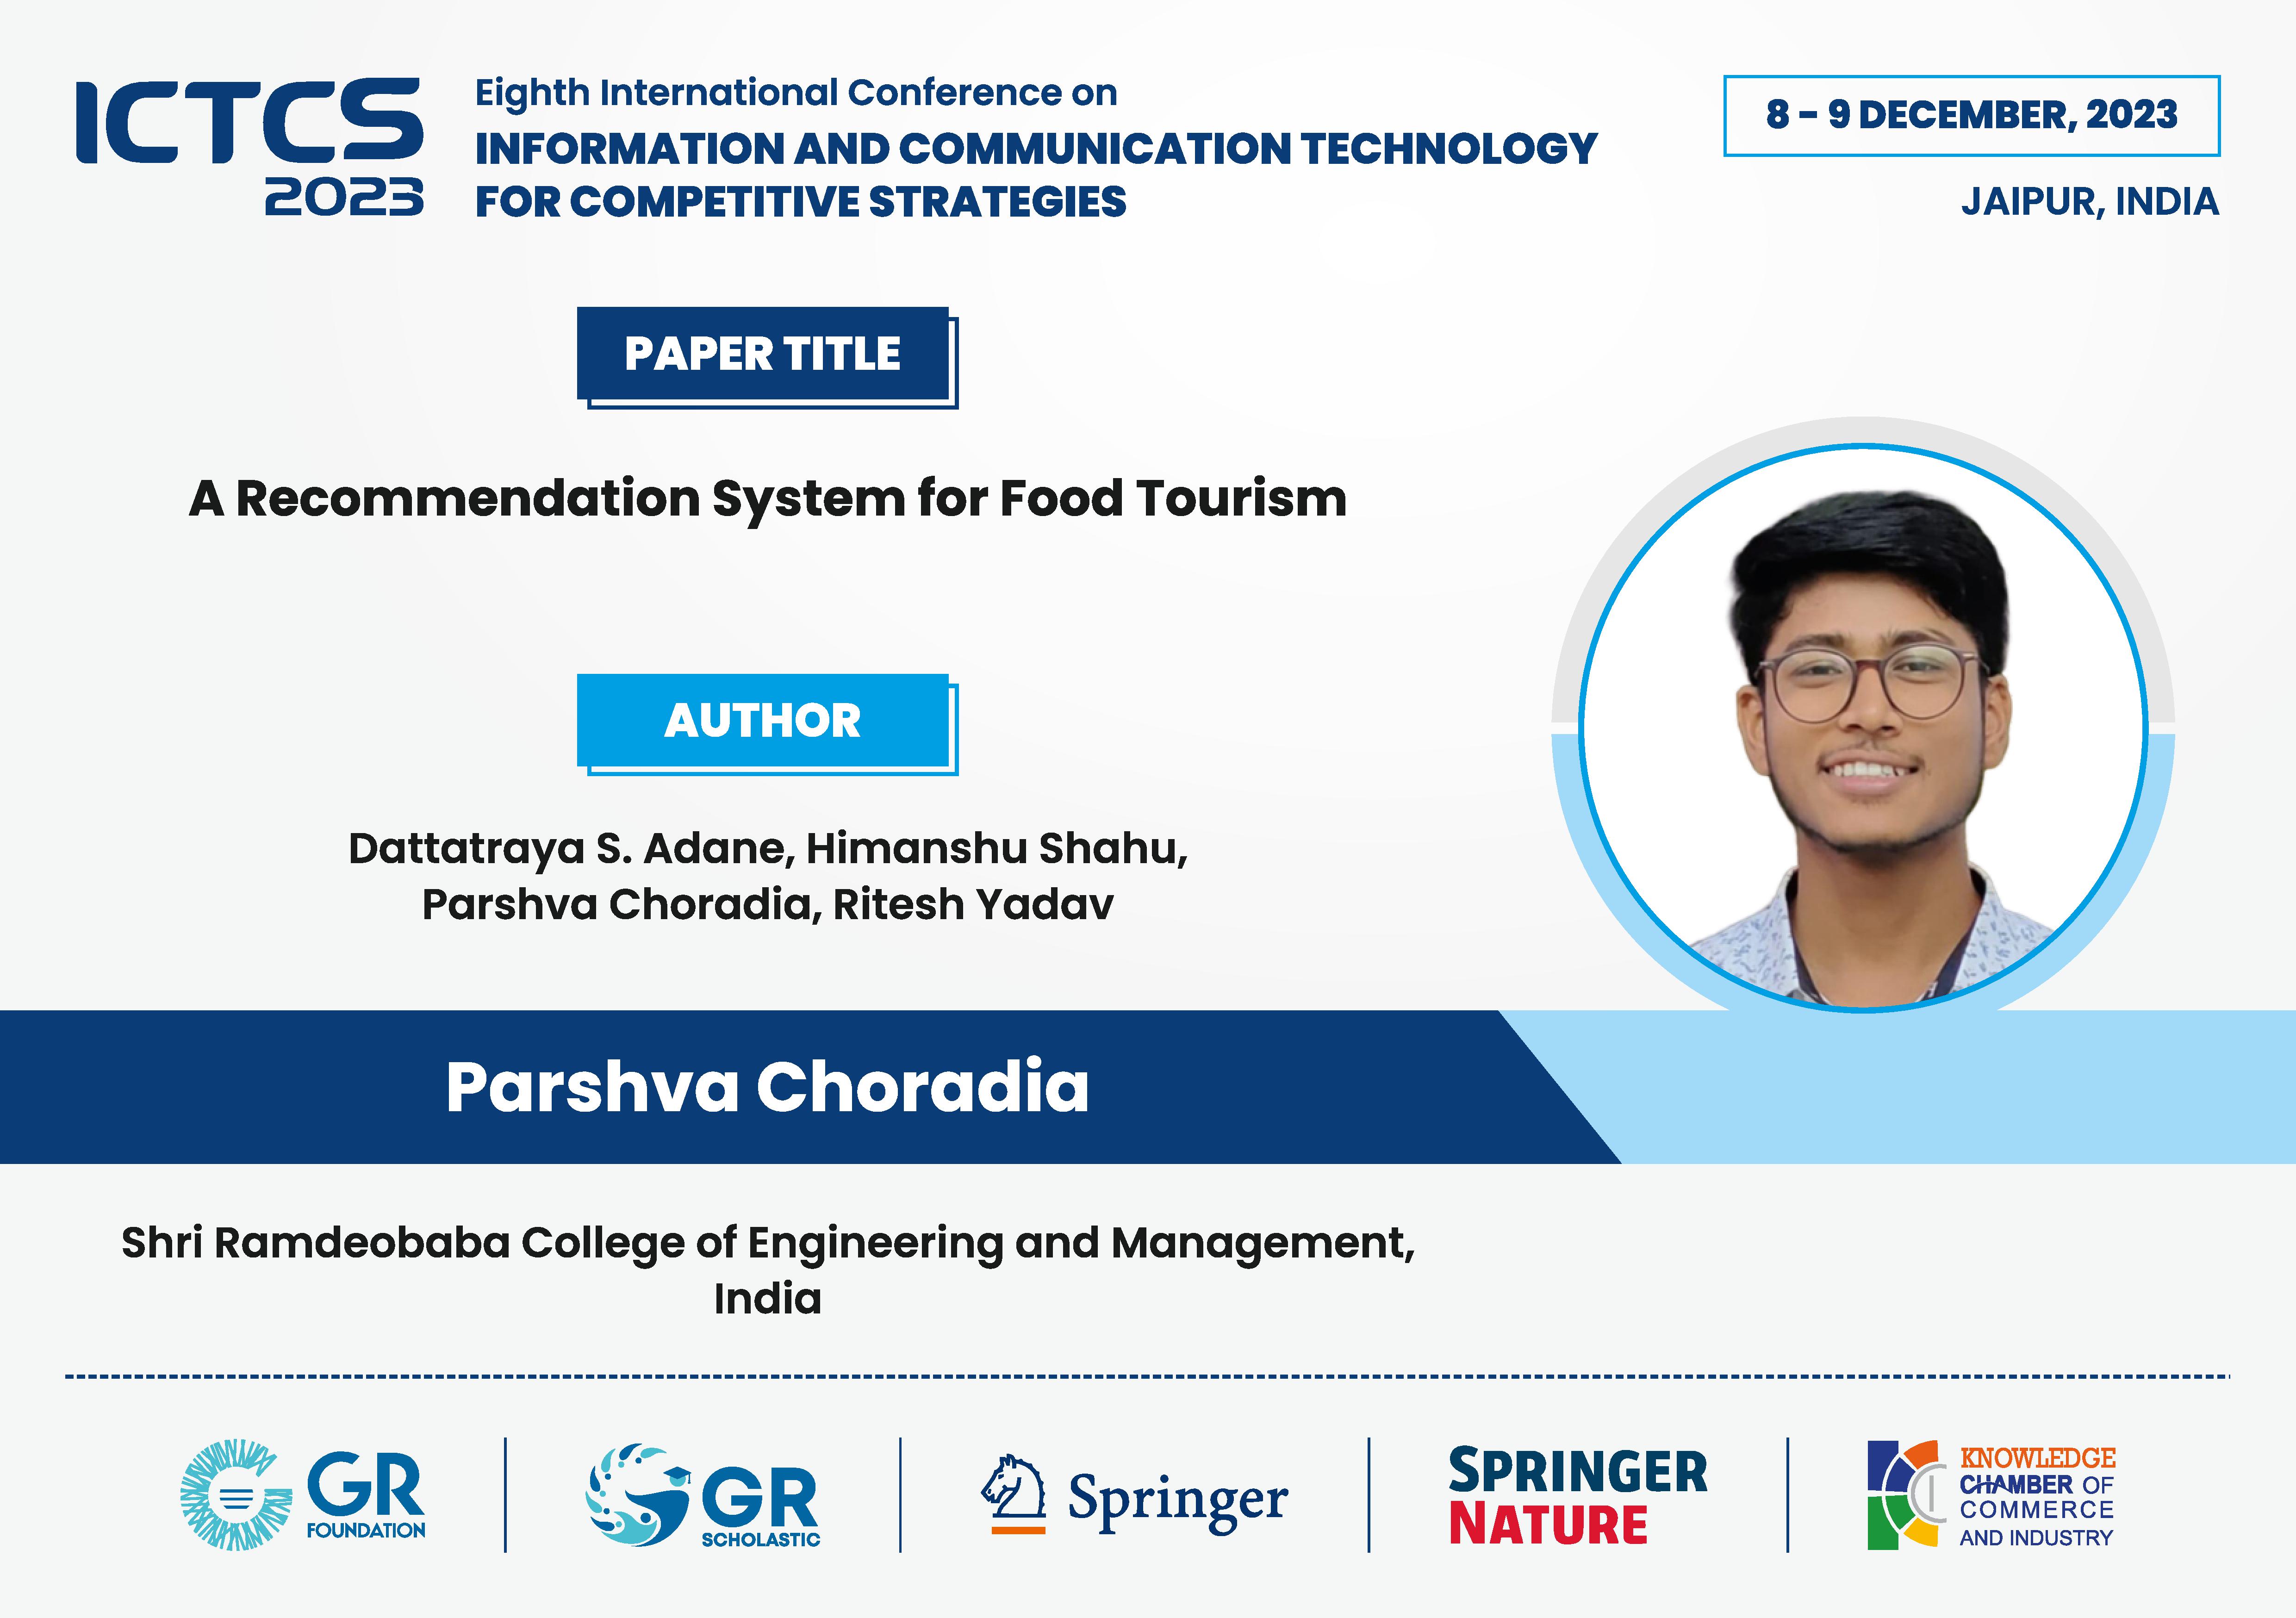 ICTCS
2023
Eighth International Conference on
INFORMATION AND COMMUNICATION TECHNOLOGY
FOR COMPETITIVE STRATEGIES
8 - 9 DECEMBER, 2023
JAIPUR, INDIA
PAPER TITLE
A Recommendation System for Food Tourism
AUTHOR
Dattatraya S. Adane, Himanshu Shahu,
Parshva Choradia, Ritesh Yadav
Parshva Choradia
Shri Ramdeobaba College of Engineering and Management,
India
GR
FOUNDATION
GR
SCHOLASTIC
Springer
SPRINGER
NATURE
KNOWLEDGE
CHAMBER OF
COMMERCE
AND INDUSTRY